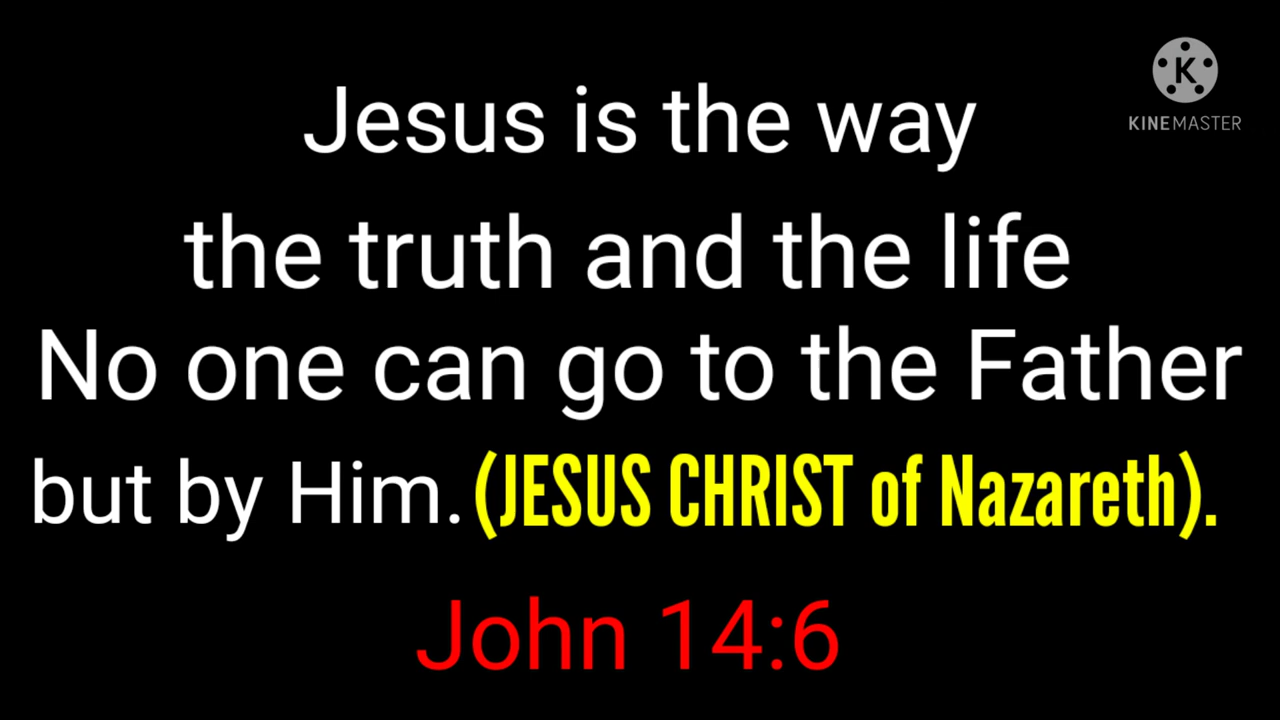 K
KINEMASTER
Jesus is the way
the truth and the life
No one can go to the Father
but by Him. (JESUS CHRIST of Nazareth).
John 14:6